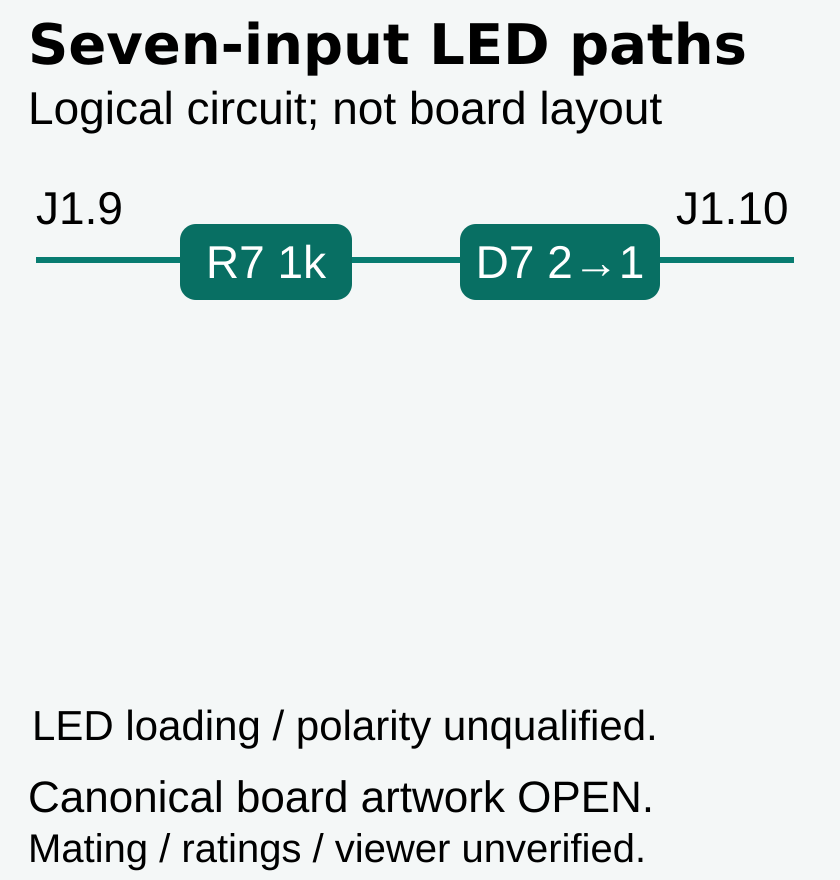 Seven-input LED paths
Logical circuit; not board layout
J1.9 J1.10
R7 1k D7 2→1
LED loading / polarity unqualified.
Canonical board artwork OPEN.
Mating / ratings / viewer unverified.